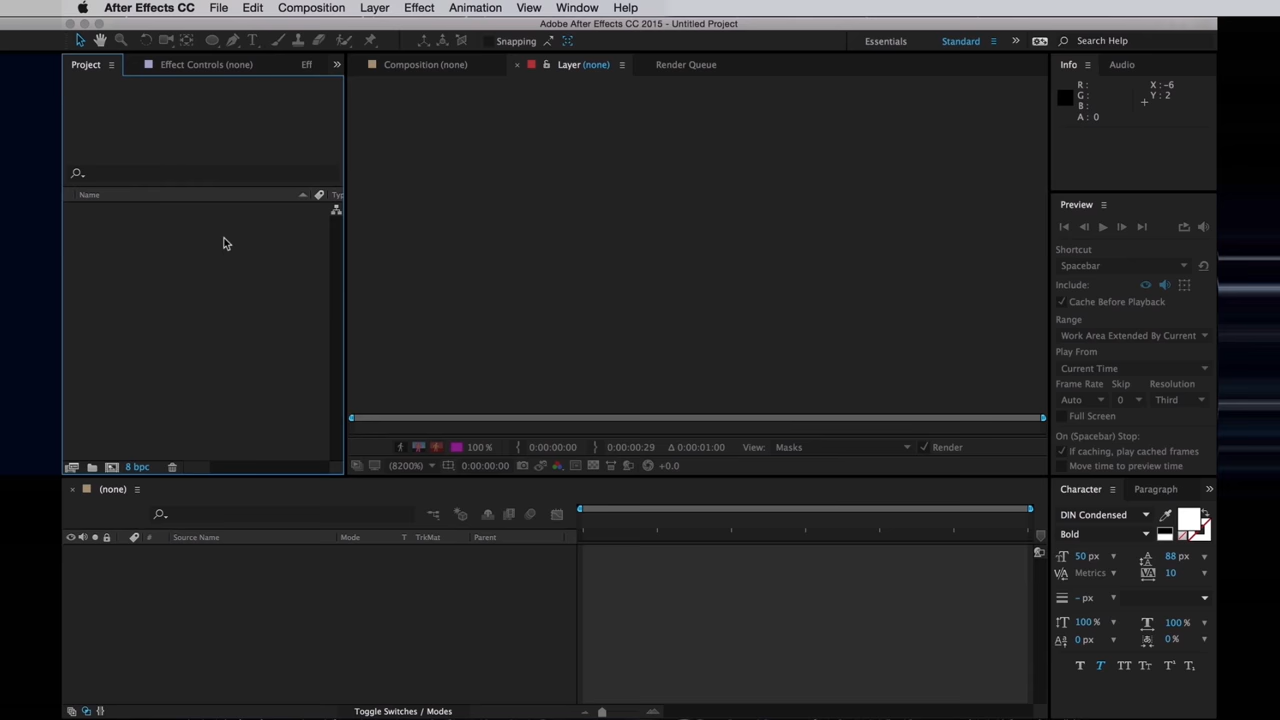 After Effects CC File Edit Composition Layer Effect Animation View Window Help
Adobe After Effects CC 2015 - Untitled Project
T Snapping Essentials Standard » Search Help
Project Effect Controls (none) Eff » Composition (none) × Layer (none) Render Queue Info Audio
R : X : -6
G : Y : 2
B :
A : 0
Name Typ
Preview
Shortcut
Spacebar
Include:
Cache Before Playback
Range
Work Area Extended By Current
Play From
Current Time
Frame Rate Skip Resolution
Auto 0 Third
Full Screen
On (Spacebar) Stop:
If caching, play cached frames
Move time to preview time
100 % 0:00:00:00 0:00:00:29 Δ 0:00:01:00 View: Masks Render
8 bpc (8200%) 0:00:00:00 +0.0
× (none)
# Source Name Mode T TrkMat Parent
Toggle Switches / Modes
Character Paragraph »
DIN Condensed
Bold
50 px 88 px
Metrics 10
- px
100 % 100 %
0 px 0 %
T T TT Tr T¹ T₁